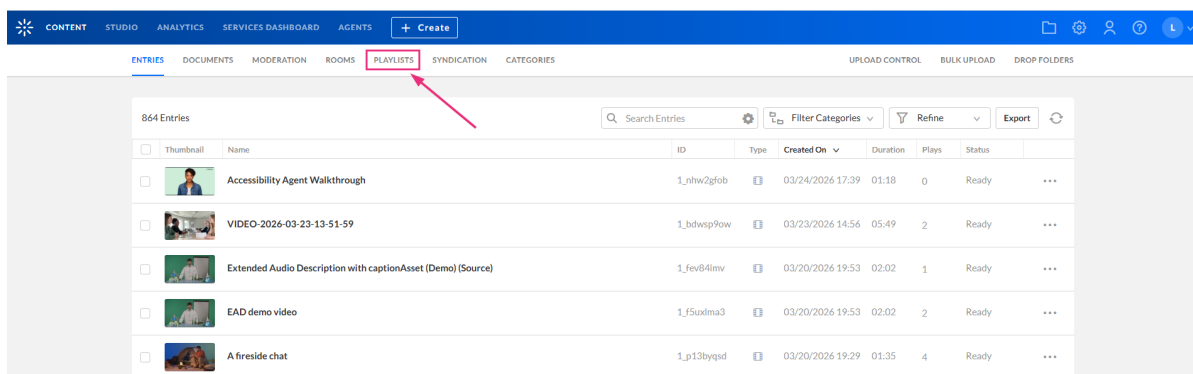 CONTENT STUDIO ANALYTICS SERVICES DASHBOARD AGENTS + Create L
ENTRIES DOCUMENTS MODERATION ROOMS PLAYLISTS SYNDICATION CATEGORIES UPLOAD CONTROL BULK UPLOAD DROP FOLDERS
864 Entries Search Entries Filter Categories Refine Export
Thumbnail Name ID Type Created On Duration Plays Status
Accessibility Agent Walkthrough 1_nhw2gfob 03/24/2026 17:39 01:18 0 Ready
VIDEO-2026-03-23-13-51-59 1_bdwsp9ow 03/23/2026 14:56 05:49 2 Ready
Extended Audio Description with captionAsset (Demo) (Source) 1_fev84lmv 03/20/2026 19:53 02:02 1 Ready
EAD demo video 1_f5uxlma3 03/20/2026 19:53 02:02 2 Ready
A fireside chat 1_p13byqsd 03/20/2026 19:29 01:35 4 Ready